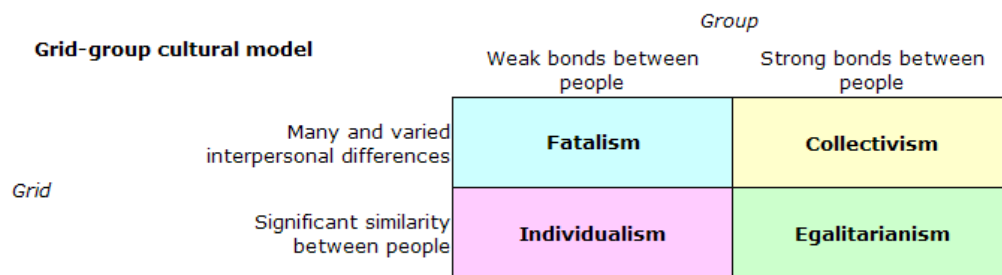 Group
Grid-group cultural model
Weak bonds between
people
Strong bonds between
people
Many and varied
interpersonal differences
Fatalism
Collectivism
Grid
Significant similarity
between people
Individualism
Egalitarianism